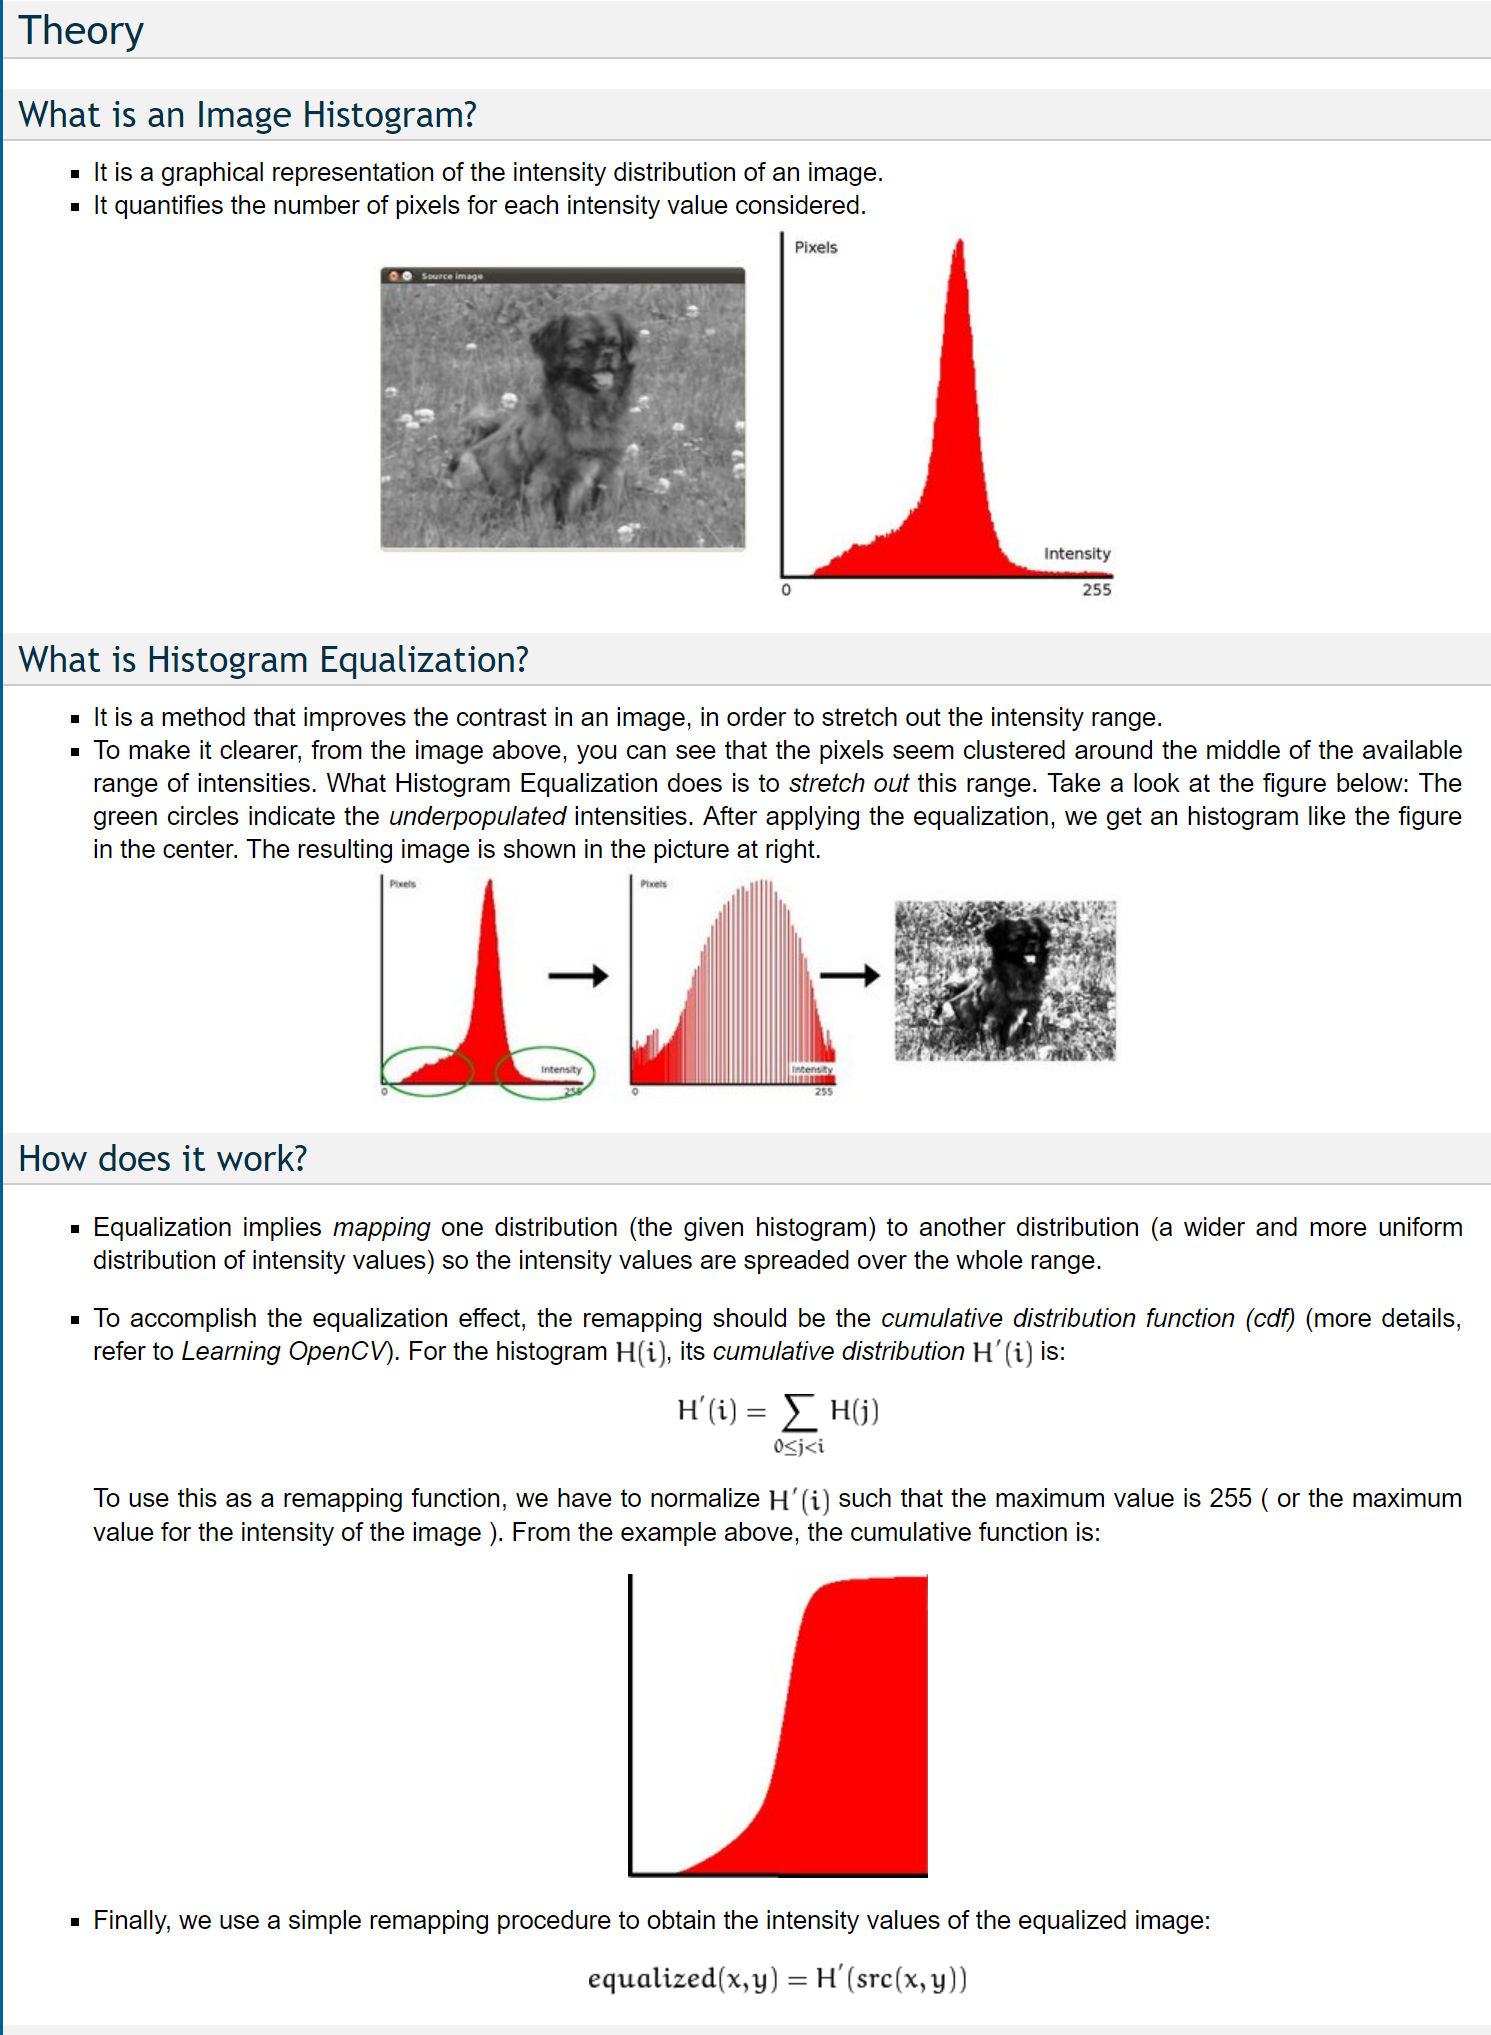 Theory
What is an Image Histogram?
▪ It is a graphical representation of the intensity distribution of an image.
▪ It quantifies the number of pixels for each intensity value considered.
Source image
Pixels
Intensity
0 255
What is Histogram Equalization?
▪ It is a method that improves the contrast in an image, in order to stretch out the intensity range.
▪ To make it clearer, from the image above, you can see that the pixels seem clustered around the middle of the available
range of intensities. What Histogram Equalization does is to stretch out this range. Take a look at the figure below: The
green circles indicate the underpopulated intensities. After applying the equalization, we get an histogram like the figure
in the center. The resulting image is shown in the picture at right.
Pixels
Intensity
0 255
Pixels
Intensity
0 255
How does it work?
▪ Equalization implies mapping one distribution (the given histogram) to another distribution (a wider and more uniform
distribution of intensity values) so the intensity values are spreaded over the whole range.
▪ To accomplish the equalization effect, the remapping should be the cumulative distribution function (cdf) (more details,
refer to Learning OpenCV). For the histogram H(i), its cumulative distribution H′(i) is:
H′(i) = ∑ H(j)
0≤j<i
To use this as a remapping function, we have to normalize H′(i) such that the maximum value is 255 ( or the maximum
value for the intensity of the image ). From the example above, the cumulative function is:
▪ Finally, we use a simple remapping procedure to obtain the intensity values of the equalized image:
equalized(x,y) = H′(src(x,y))